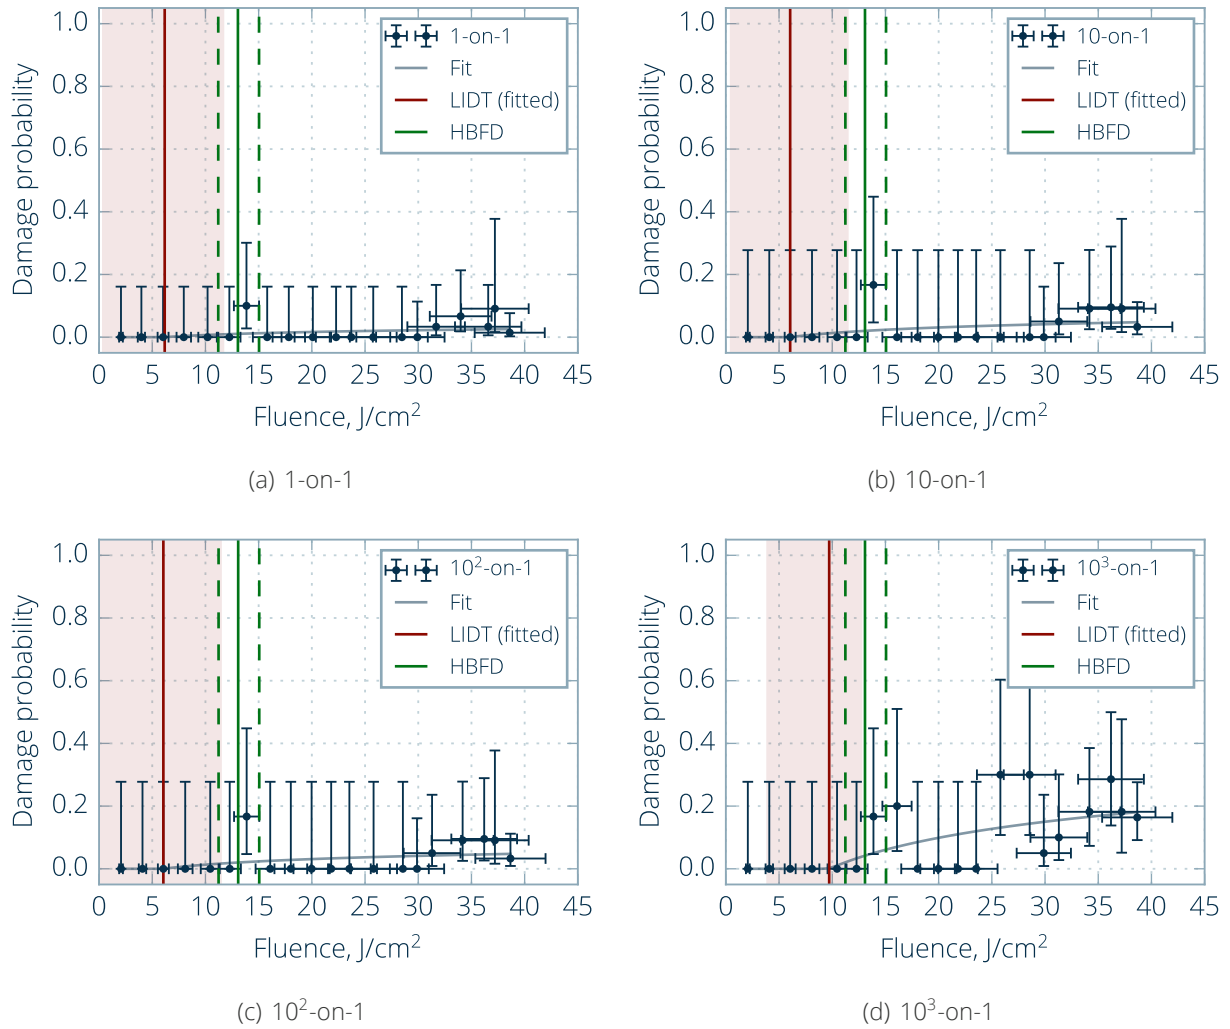 1.0
0.8
0.6
0.4
0.2
0.0
Damage probability
1-on-1
Fit
LIDT (fitted)
HBFD
0 5 10 15 20 25 30 35 40 45
Fluence, J/cm²
(a) 1-on-1
1.0
0.8
0.6
0.4
0.2
0.0
Damage probability
10-on-1
Fit
LIDT (fitted)
HBFD
0 5 10 15 20 25 30 35 40 45
Fluence, J/cm²
(b) 10-on-1
1.0
0.8
0.6
0.4
0.2
0.0
Damage probability
10²-on-1
Fit
LIDT (fitted)
HBFD
0 5 10 15 20 25 30 35 40 45
Fluence, J/cm²
(c) 10²-on-1
1.0
0.8
0.6
0.4
0.2
0.0
Damage probability
10³-on-1
Fit
LIDT (fitted)
HBFD
0 5 10 15 20 25 30 35 40 45
Fluence, J/cm²
(d) 10³-on-1